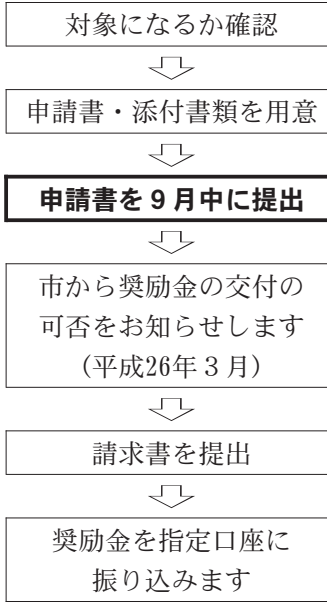 対象になるか確認
申請書・添付書類を用意
申請書を９月中に提出
市から奨励金の交付の
可否をお知らせします
（平成26年３月）
請求書を提出
奨励金を指定口座に
振り込みます